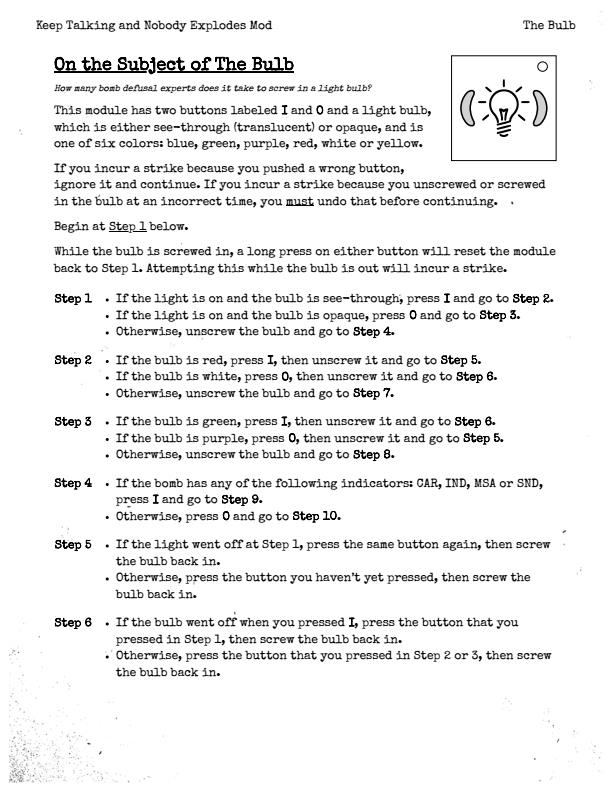 Keep Talking and Nobody Explodes Mod
The Bulb
On the Subject of The Bulb
How many bomb defusal experts does it take to screw in a light bulb?
This module has two buttons labeled I and O and a light bulb,
which is either see-through (translucent) or opaque, and is
one of six colors: blue, green, purple, red, white or yellow.
If you incur a strike because you pushed a wrong button,
ignore it and continue. If you incur a strike because you unscrewed or screwed
in the bulb at an incorrect time, you must undo that before continuing.
Begin at Step 1 below.
While the bulb is screwed in, a long press on either button will reset the module
back to Step 1. Attempting this while the bulb is out will incur a strike.
Step 1 • If the light is on and the bulb is see-through, press I and go to Step 2.
• If the light is on and the bulb is opaque, press O and go to Step 3.
• Otherwise, unscrew the bulb and go to Step 4.
Step 2 • If the bulb is red, press I, then unscrew it and go to Step 5.
• If the bulb is white, press O, then unscrew it and go to Step 6.
• Otherwise, unscrew the bulb and go to Step 7.
Step 3 • If the bulb is green, press I, then unscrew it and go to Step 6.
• If the bulb is purple, press O, then unscrew it and go to Step 5.
• Otherwise, unscrew the bulb and go to Step 8.
Step 4 • If the bomb has any of the following indicators: CAR, IND, MSA or SND,
press I and go to Step 9.
• Otherwise, press O and go to Step 10.
Step 5 • If the light went off at Step 1, press the same button again, then screw
the bulb back in.
• Otherwise, press the button you haven't yet pressed, then screw the
bulb back in.
Step 6 • If the bulb went off when you pressed I, press the button that you
pressed in Step 1, then screw the bulb back in.
• Otherwise, press the button that you pressed in Step 2 or 3, then screw
the bulb back in.